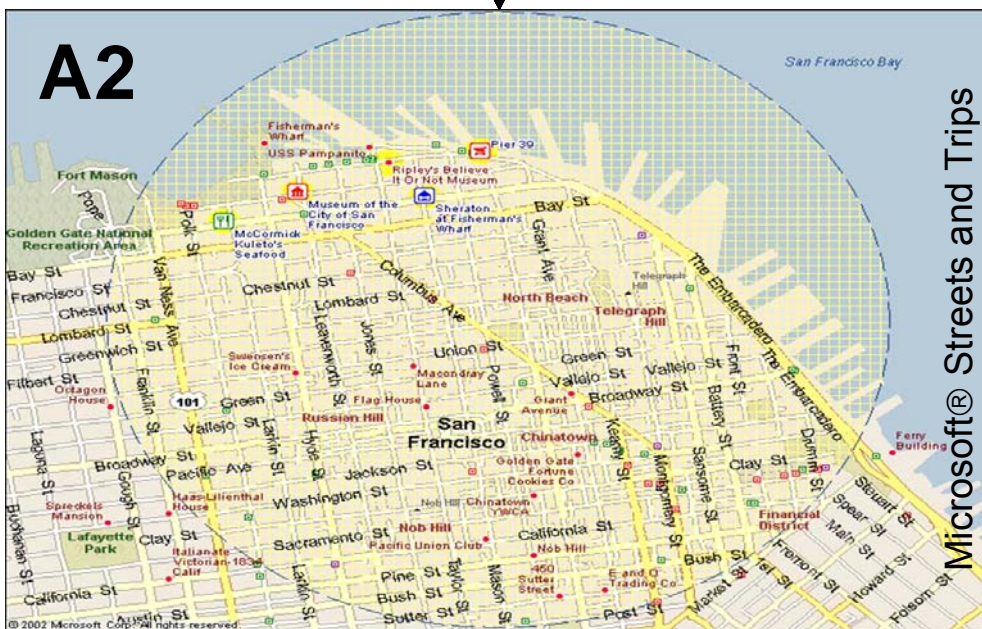 A2
San Francisco Bay
Microsoft® Streets and Trips
Fisherman's
Wharf
USS Pampanito
Pier 39
Ripley's Believe
It Or Not Museum
Fort Mason
Pope
Polk St
Museum of the
City of San
Francisco
Sheraton
at Fisherman's
Wharf
Bay St
Golden Gate National
Recreation Area
McCormick
Kuleto's
Seafood
Grant Ave
Bay St
Francisco St
Chestnut St
Lombard St
Greenwich St
Filbert St
Van Ness Ave
Chestnut St
Lombard St
Columbus Ave
North Beach
Telegraph
Hill
Telegraph
Hill
The Embarcadero
The Embarcadero
Leavenworth St
Jones St
Union St
Green St
Vallejo St
Broadway St
Powell St
Front St
Battery St
Swensen's
Ice Cream
Macondray
Lane
Octagon
House
Franklin St
101
Green St
Vallejo St
Flag House
Russian Hill
Giant
Avenue
San
Francisco
Chinatown
Kearny St
Ferry
Building
Laguna St
Larkin St
Hyde St
Broadway St
Pacific Ave
Jackson St
Golden Gate
Fortune
Cookies Co
Montgomery St
Sansome St
Clay St
Drumm St
Gough St
Haas-Lilienthal
House
Washington St
Nob Hill
Chinatown
YWCA
Steuart St
Spear St
Main St
Spreckels
Mansion
Buchanan St
Lafayette
Park
Clay St
Sacramento St
Nob Hill
California St
Financial
District
Fremont St
Howard St
Folsom St
Italianate
Victorian-1834
Calif
Pacific Union Club
Nob Hill
Bush St
1st St
Market St
California St
Larkin St
Pine St
Bush St
Sutter St
Taylor St
Mason St
450
Sutter
Street
E and O
Trading Co
Post St
Austin St
© 2002 Microsoft Corp. All rights reserved.